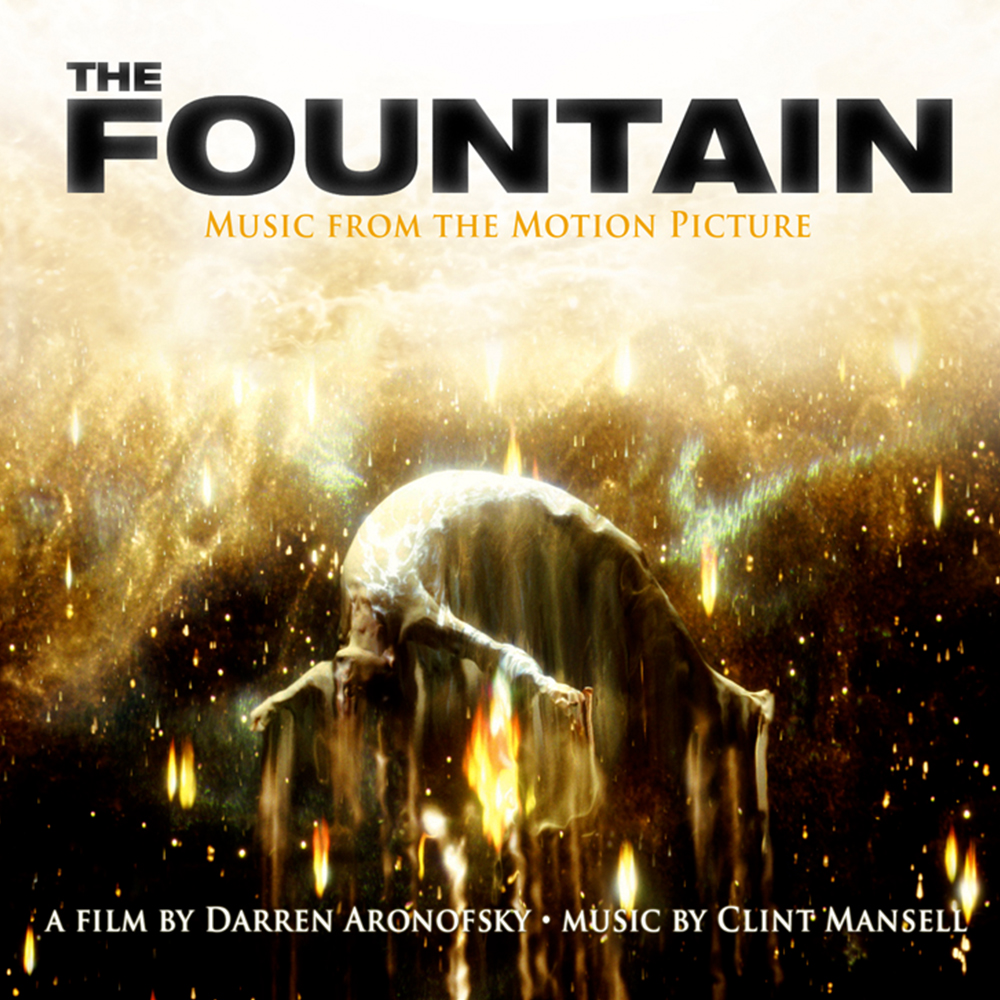 THE
FOUNTAIN
MUSIC FROM THE MOTION PICTURE
A FILM BY DARREN ARONOFSKY • MUSIC BY CLINT MANSELL